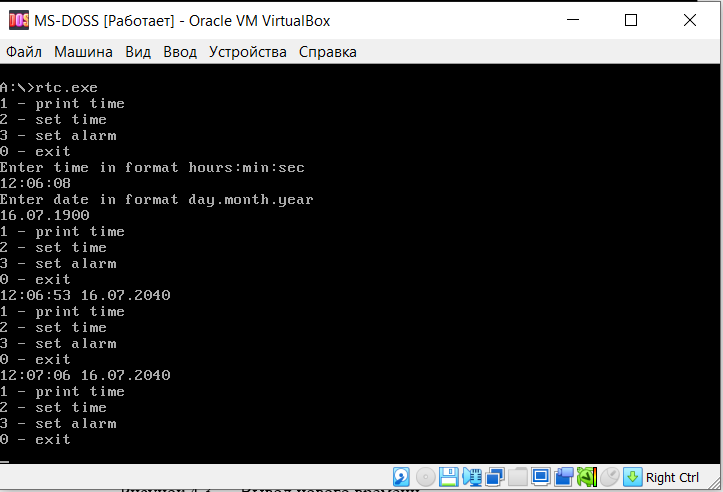 DOS MS-DOSS [Работает] - Oracle VM VirtualBox
Файл Машина Вид Ввод Устройства Справка
A:\>rtc.exe
1 - print time
2 - set time
3 - set alarm
0 - exit
Enter time in format hours:min:sec
12:06:08
Enter date in format day.month.year
16.07.1900
1 - print time
2 - set time
3 - set alarm
0 - exit
12:06:53 16.07.2040
1 - print time
2 - set time
3 - set alarm
0 - exit
12:07:06 16.07.2040
1 - print time
2 - set time
3 - set alarm
0 - exit
Right Ctrl